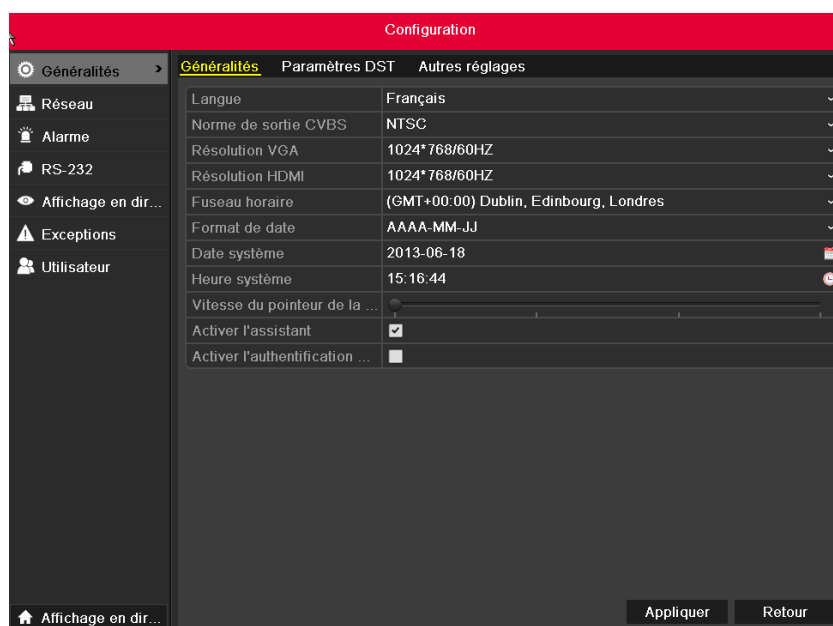 Configuration
Généralités
Réseau
Alarme
RS-232
Affichage en dir...
Exceptions
Utilisateur
Affichage en dir...
Généralités Paramètres DST Autres réglages
Langue Français
Norme de sortie CVBS NTSC
Résolution VGA 1024*768/60HZ
Résolution HDMI 1024*768/60HZ
Fuseau horaire (GMT+00:00) Dublin, Edinbourg, Londres
Format de date AAAA-MM-JJ
Date système 2013-06-18
Heure système 15:16:44
Vitesse du pointeur de la ...
Activer l'assistant
Activer l'authentification ...
Appliquer Retour